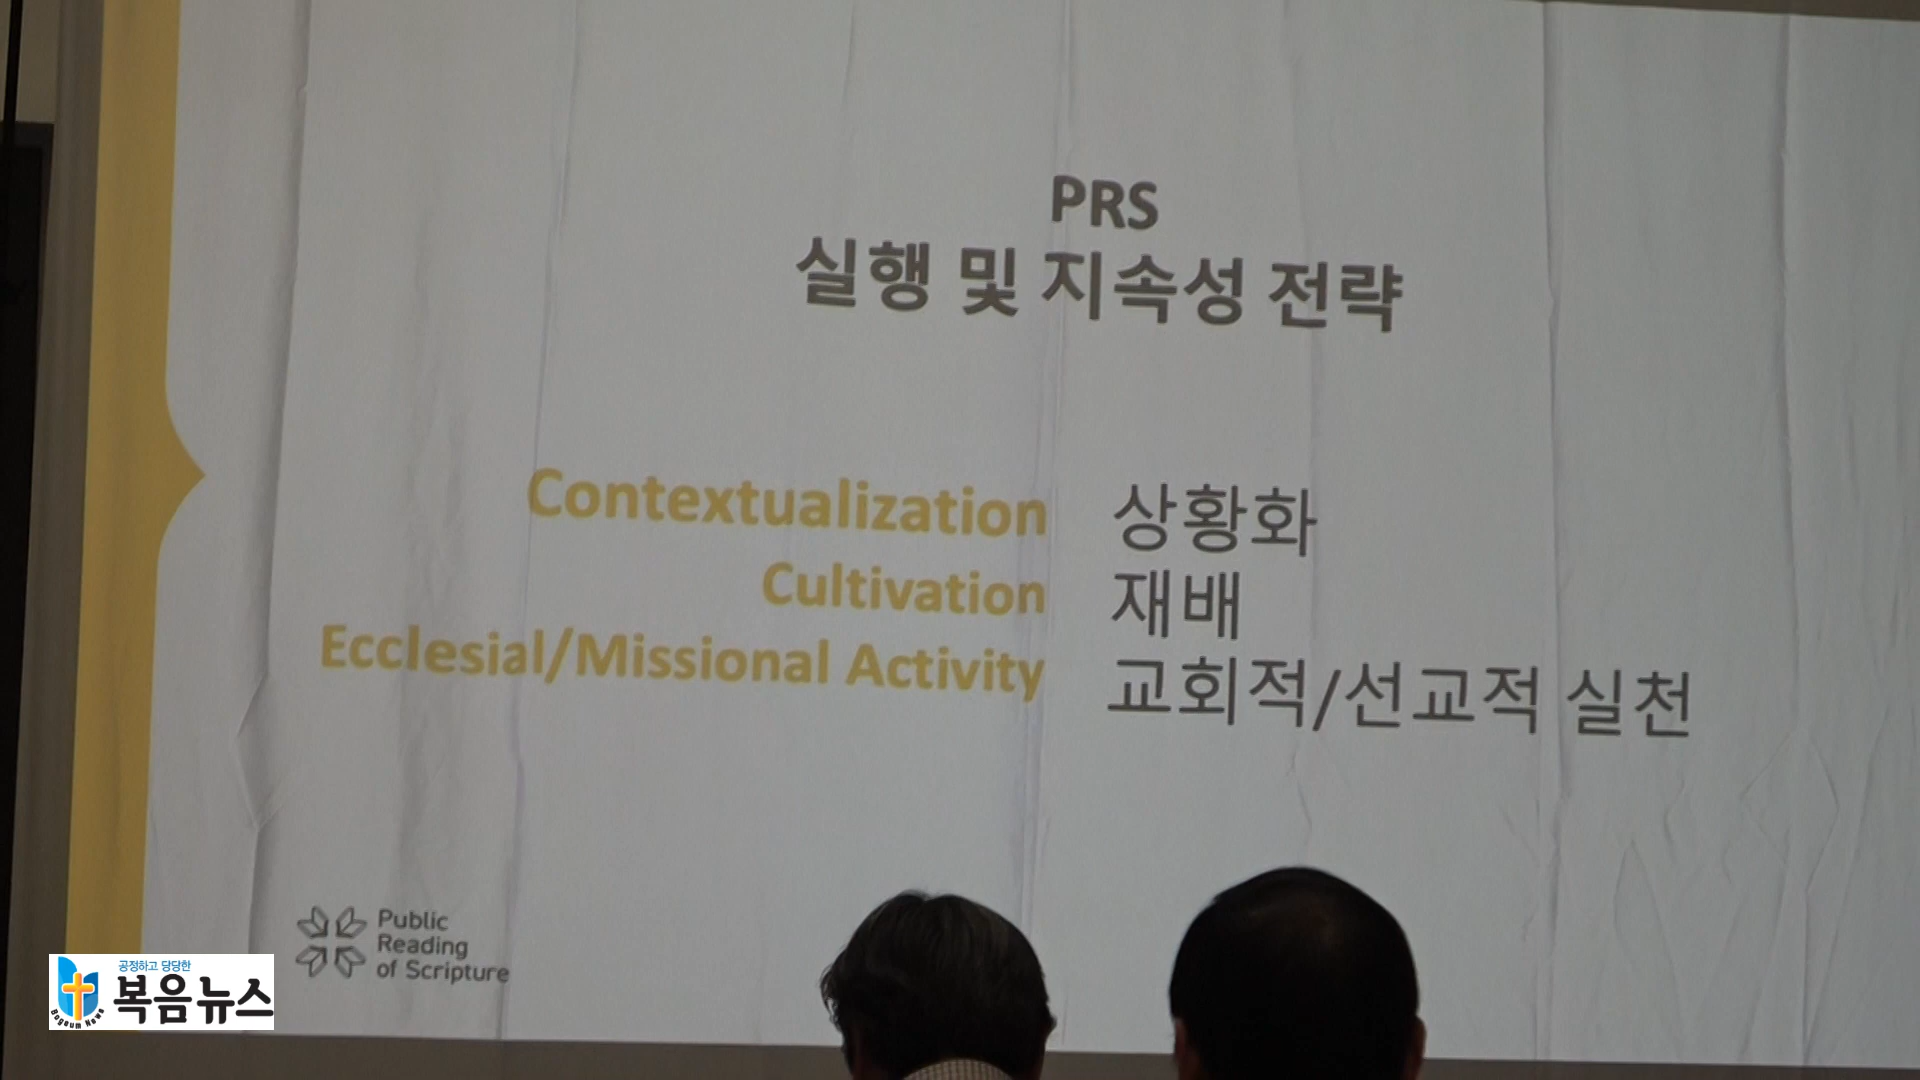 PRS
실행 및 지속성 전략
Contextualization 상황화
Cultivation 재배
Ecclesial/Missional Activity 교회적/선교적 실천
Public
Reading
of Scripture
공정하고 당당한
복음뉴스
Bogeum News